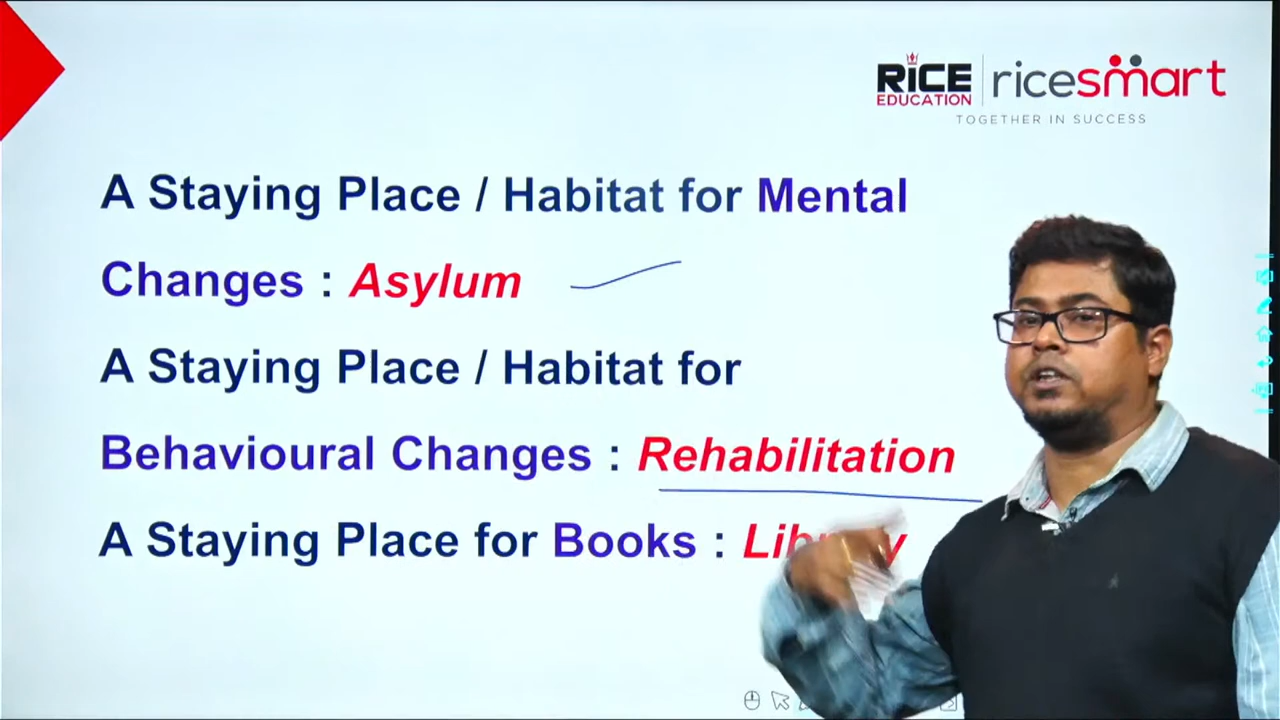 RICE
EDUCATION
ricesmart
TOGETHER IN SUCCESS
A Staying Place / Habitat for Mental
Changes : Asylum
A Staying Place / Habitat for
Behavioural Changes : Rehabilitation
A Staying Place for Books :